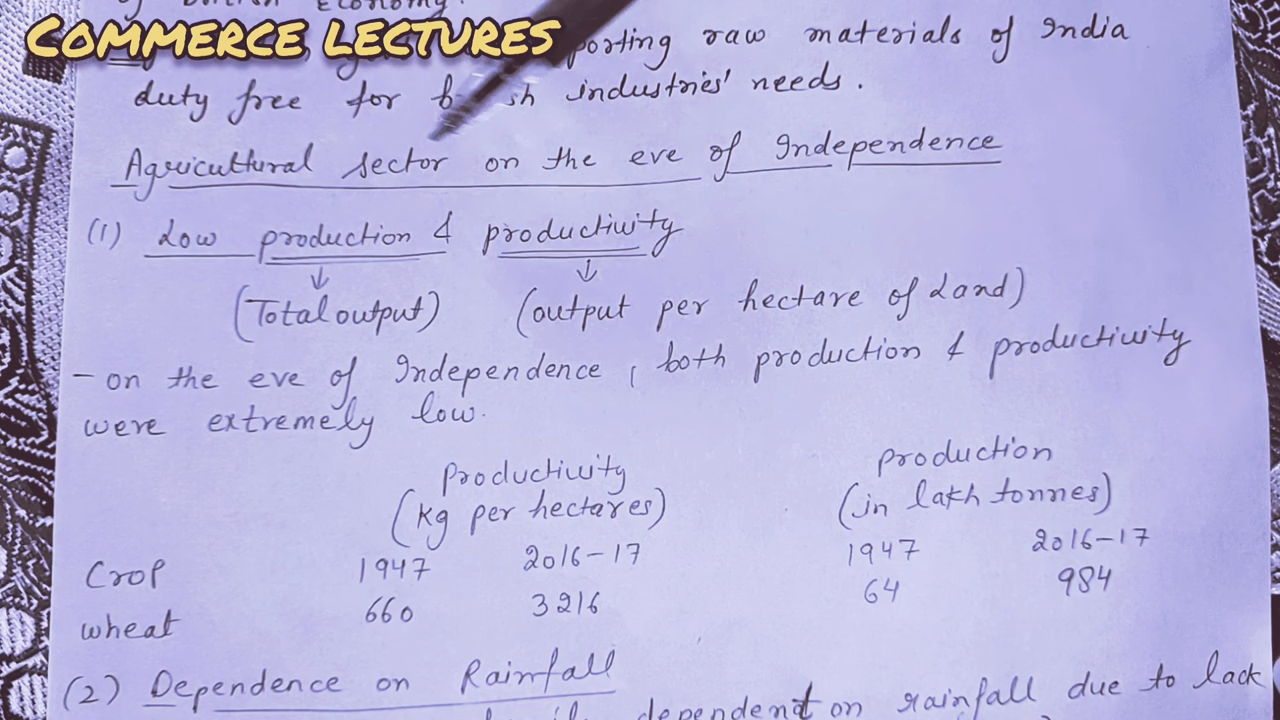 of British Economy.
COMMERCE LECTURES
porting raw materials of India
duty free for b sh industries' needs.
Agricultural sector on the eve of Independence
(1) Low production & productivity
(Total output) (output per hectare of Land)
- on the eve of Independence, both production & productivity
were extremely low.
Productivity production
(kg per hectares) (in lakh tonnes)
Crop 1947 2016-17 1947 2016-17
wheat 660 3216 64 984
(2) Dependence on Rainfall
dependent on rainfall due to lack